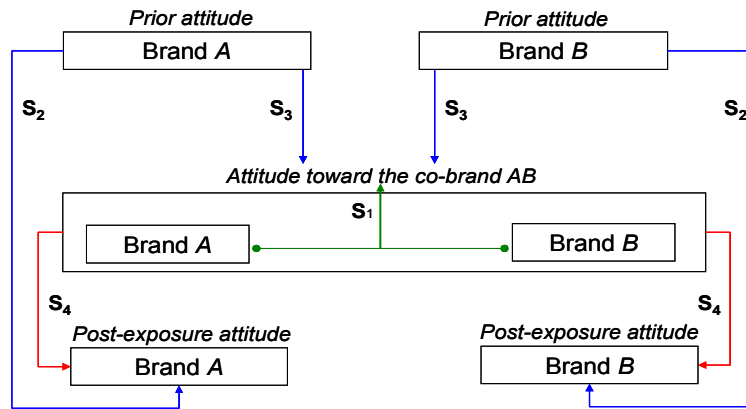 Prior attitude
Prior attitude
Brand A
Brand B
S2
S3
S3
S2
Attitude toward the co-brand AB
S1
Brand A
Brand B
S4
S4
Post-exposure attitude
Post-exposure attitude
Brand A
Brand B